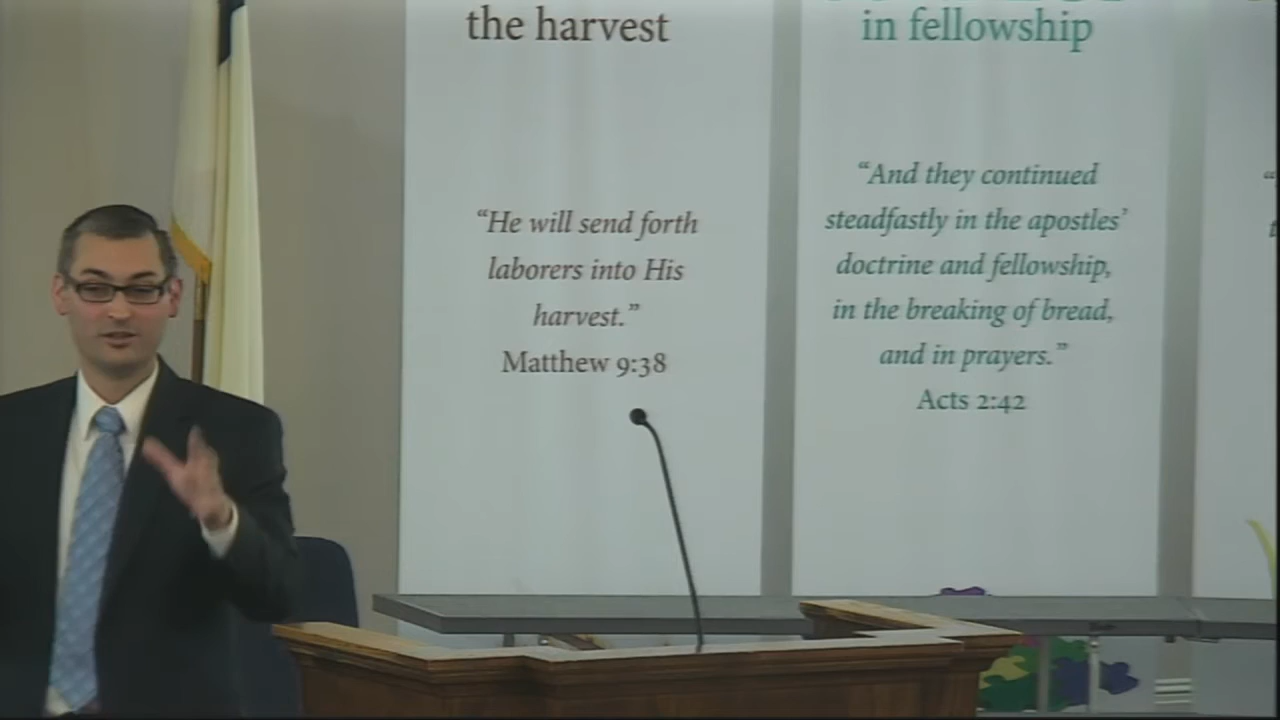 the harvest
“He will send forth
laborers into His
harvest.”
Matthew 9:38
in fellowship
“And they continued
steadfastly in the apostles’
doctrine and fellowship,
in the breaking of bread,
and in prayers.”
Acts 2:42